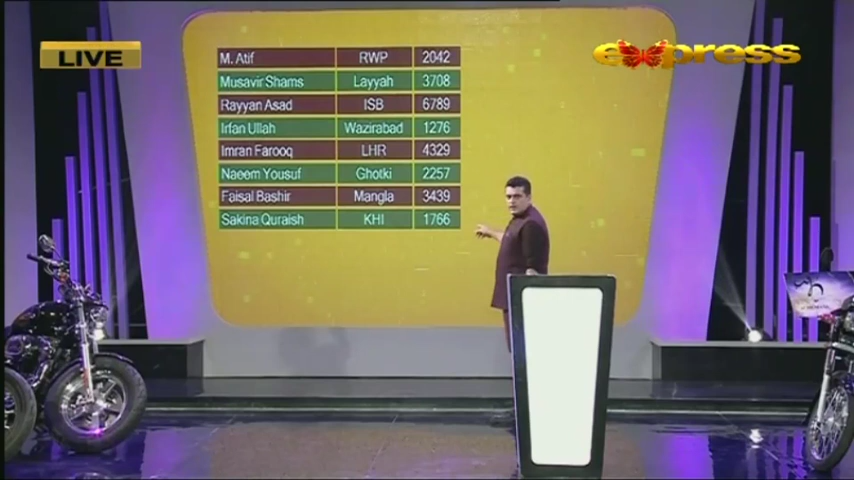 LIVE
express
M. Atif RWP 2042
Musavir Shams Layyah 3708
Rayyan Asad ISB 6789
Irfan Ullah Wazirabad 1276
Imran Farooq LHR 4329
Naeem Yousuf Ghotki 2257
Faisal Bashir Mangla 3439
Sakina Quraish KHI 1766